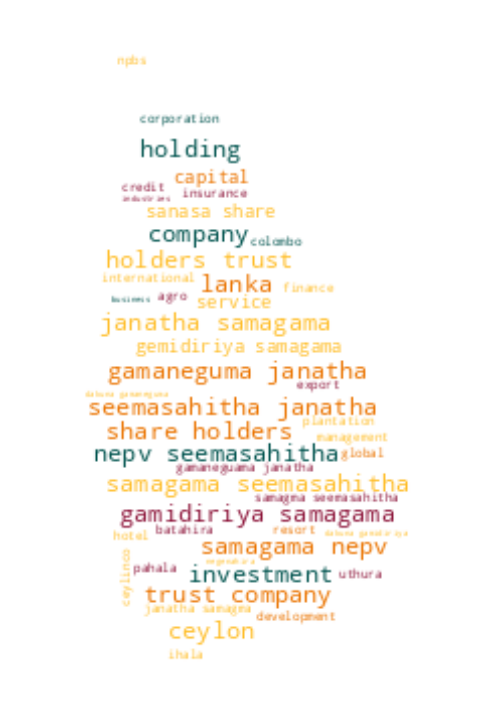 npbs
corporation
holding
capital
credit
insurance
industries
sanasa share
company
colombo
holders trust
international
lanka
finance
business
agro
service
janatha samagama
gemidiriya samagama
gamaneguma janatha
export
dakuna gamaneguma
seemasahitha janatha
plantation
share holders
management
nepv seemasahitha
global
gamaneguama janatha
samagama seemasahitha
samagma seemasahitha
gamidiriya samagama
batahira
resort
hotel
dakuna gamidiriya
samagama nepv
ceylinco
pahala
investment
uthura
trust company
janatha samagma
development
ceylon
ihala